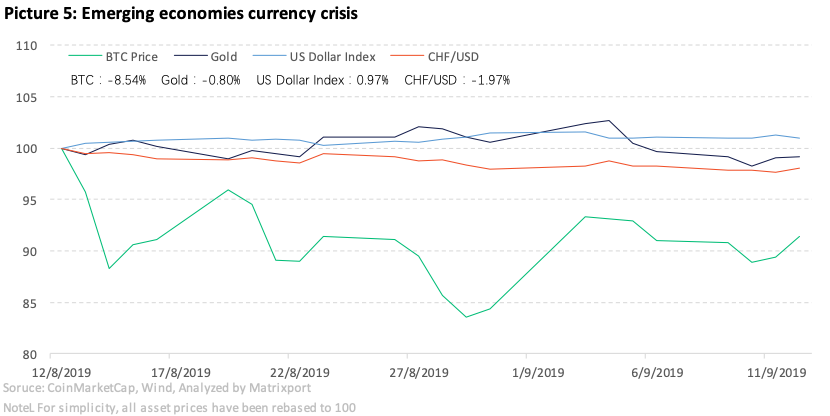 Picture 5: Emerging economies currency crisis
110
BTC Price Gold US Dollar Index CHF/USD
BTC：-8.54% Gold：-0.80% US Dollar Index：0.97% CHF/USD：-1.97%
105
100
95
90
85
80
12/8/2019 17/8/2019 22/8/2019 27/8/2019 1/9/2019 6/9/2019 11/9/2019
Soruce: CoinMarketCap, Wind, Analyzed by Matrixport
NoteL For simplicity, all asset prices have been rebased to 100